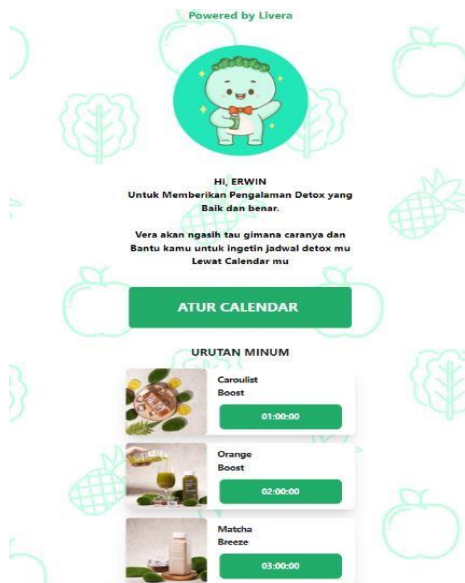 Powered by Livera
Hi, ERWIN
Untuk Memberikan Pengalaman Detox yang
Baik dan benar.
Vera akan ngasih tau gimana caranya dan
Bantu kamu untuk ingetin jadwal detox mu
Lewat Calendar mu
ATUR CALENDAR
URUTAN MINUM
Caroulist
Boost
01:00:00
Orange
Boost
02:00:00
Matcha
Breeze
03:00:00